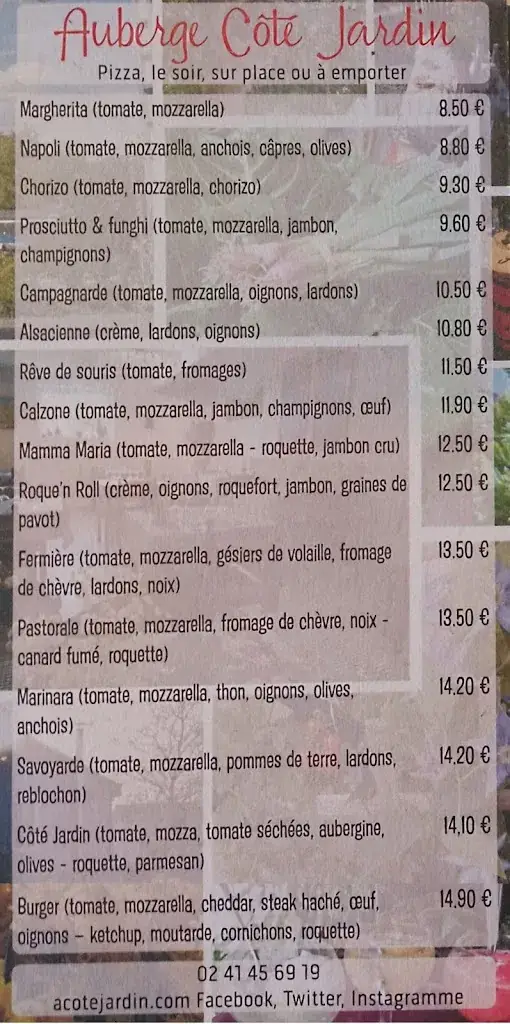 Auberge Côté Jardin
Pizza, le soir, sur place ou à emporter
Margherita (tomate, mozzarella) 8.50 €
Napoli (tomate, mozzarella, anchois, câpres, olives) 8.80 €
Chorizo (tomate, mozzarella, chorizo) 9.30 €
Prosciutto & funghi (tomate, mozzarella, jambon, 9.60 €
champignons)
Campagnarde (tomate, mozzarella, oignons, lardons) 10.50 €
Alsacienne (crème, lardons, oignons) 10.80 €
Rêve de souris (tomate, fromages) 11.50 €
Calzone (tomate, mozzarella, jambon, champignons, œuf) 11.90 €
Mamma Maria (tomate, mozzarella - roquette, jambon cru) 12.50 €
Roque'n Roll (crème, oignons, roquefort, jambon, graines de 12.50 €
pavot)
Fermière (tomate, mozzarella, gésiers de volaille, fromage 13.50 €
de chèvre, lardons, noix)
Pastorale (tomate, mozzarella, fromage de chèvre, noix - 13.50 €
canard fumé, roquette)
Marinara (tomate, mozzarella, thon, oignons, olives, 14.20 €
anchois)
Savoyarde (tomate, mozzarella, pommes de terre, lardons, 14.20 €
reblochon)
Côté Jardin (tomate, mozza, tomate séchées, aubergine, 14,10 €
olives - roquette, parmesan)
Burger (tomate, mozzarella, cheddar, steak haché, œuf, 14.90 €
oignons – ketchup, moutarde, cornichons, roquette)
02 41 45 69 19
acotejardin.com Facebook, Twitter, Instagramme